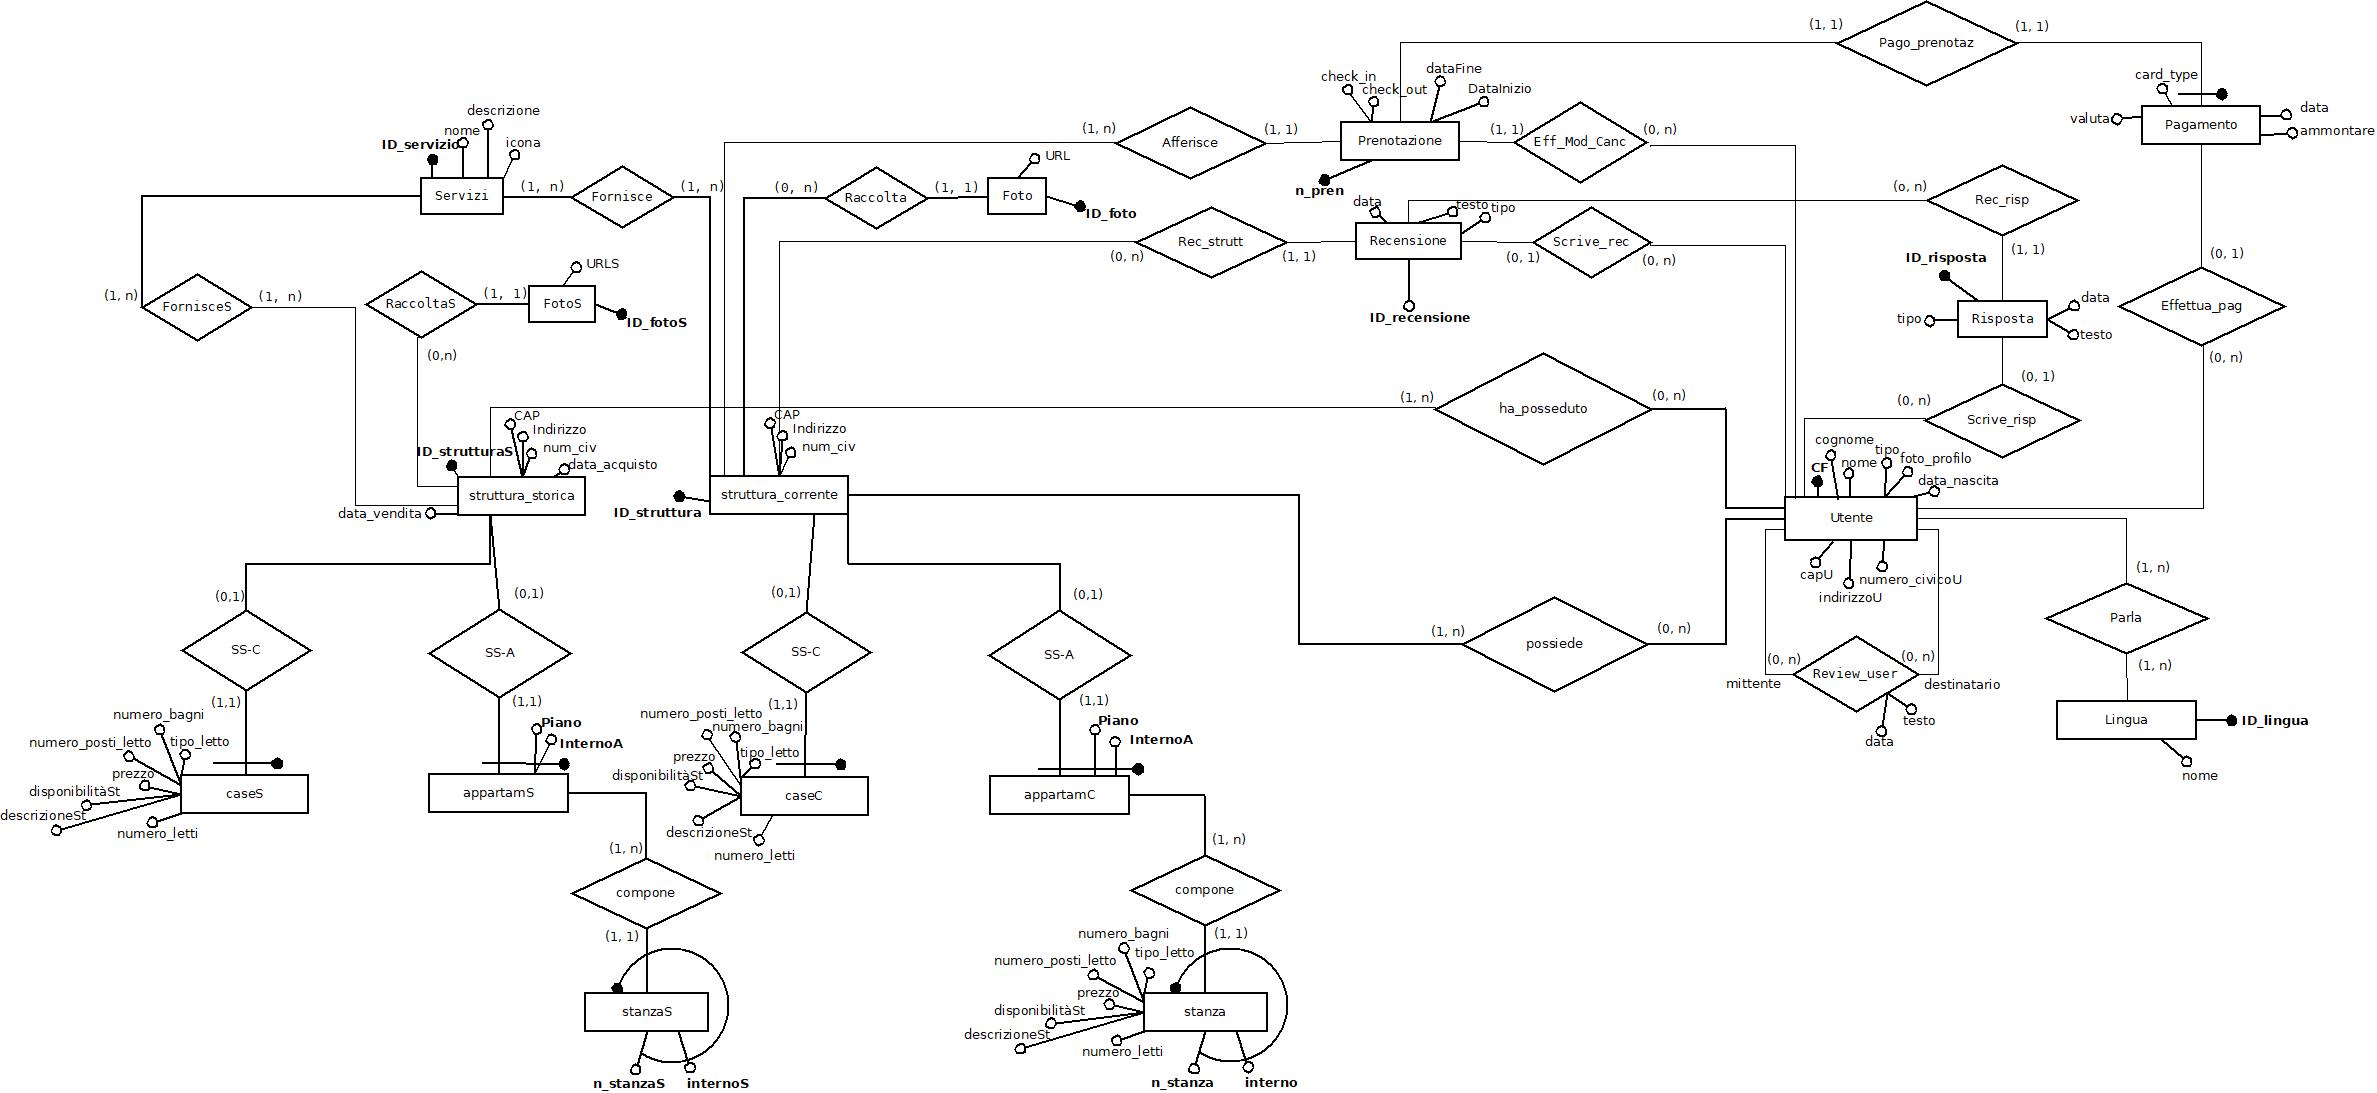 (1, 1)
Pago_prenotaz
(1, 1)
card_type
valuta
Pagamento
data
ammontare
check_in
check_out
dataFine
DataInizio
(1, n)
Afferisce
(1, 1)
Prenotazione
(1, 1)
Eff_Mod_Canc
(0, n)
n_pren
descrizione
nome
ID_servizio
icona
Servizi
(1, n)
Fornisce
(1, n)
(0, n)
Raccolta
(1, 1)
URL
Foto
ID_foto
data
testo
tipo
(0, n)
Rec_strutt
(1, 1)
Recensione
(0, 1)
Scrive_rec
(0, n)
ID_recensione
(o, n)
Rec_risp
(1, 1)
ID_risposta
tipo
Risposta
data
testo
(0, 1)
Effettua_pag
(0, n)
(0, 1)
(0, n)
Scrive_risp
(1, n)
FornisceS
(1, n)
RaccoltaS
(1, 1)
URLS
FotoS
ID_fotoS
(0,n)
(1, n)
ha_posseduto
(0, n)
CAP
Indirizzo
num_civ
ID_strutturaS
data_acquisto
struttura_storica
data_vendita
CAP
Indirizzo
num_civ
struttura_corrente
ID_struttura
cognome
tipo
CF
nome
foto_profilo
data_nascita
Utente
capU
numero_civicoU
indirizzoU
(1, n)
possiede
(0, n)
(0, n)
(0, n)
mittente
Review_user
destinatario
testo
data
(1, n)
Parla
(1, n)
Lingua
ID_lingua
nome
(0,1)
SS-C
(1,1)
(0,1)
SS-A
(1,1)
(0,1)
SS-C
(1,1)
(0,1)
SS-A
(1,1)
numero_bagni
numero_posti_letto
tipo_letto
prezzo
disponibilitàSt
descrizioneSt
numero_letti
caseS
Piano
InternoA
appartamS
numero_posti_letto
numero_bagni
tipo_letto
prezzo
disponibilitàSt
descrizioneSt
numero_letti
caseC
Piano
InternoA
appartamC
(1, n)
compone
(1, 1)
stanzaS
n_stanzaS
internoS
(1, n)
compone
(1, 1)
numero_bagni
tipo_letto
numero_posti_letto
prezzo
disponibilitàSt
descrizioneSt
numero_letti
stanza
n_stanza
interno